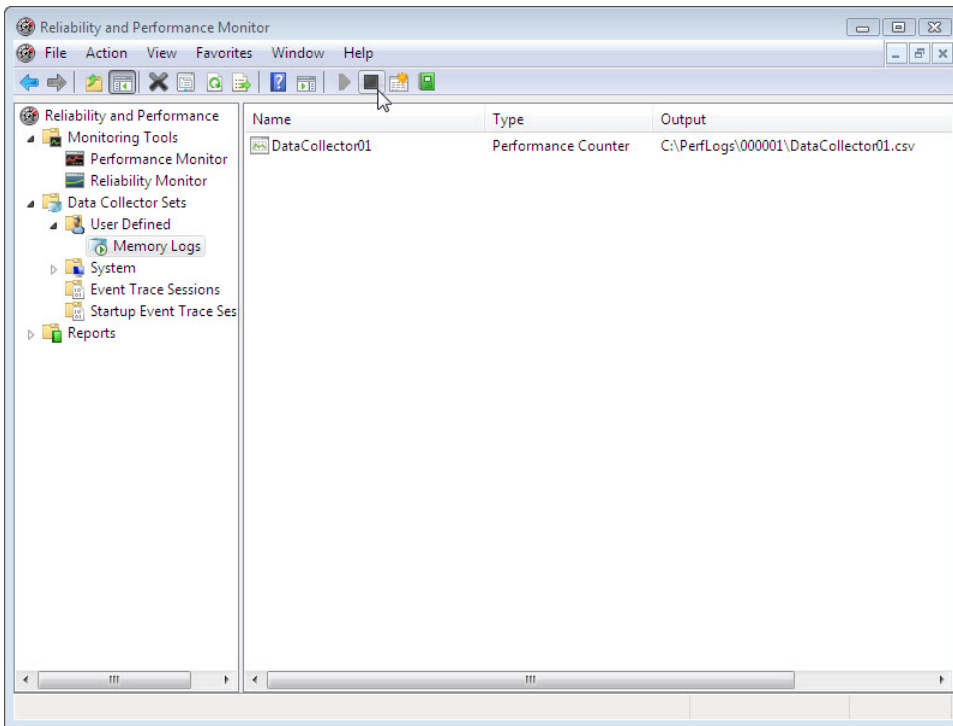 Reliability and Performance Monitor
File Action View Favorites Window Help
Reliability and Performance
Monitoring Tools
Performance Monitor
Reliability Monitor
Data Collector Sets
User Defined
Memory Logs
System
Event Trace Sessions
Startup Event Trace Ses
Reports
Name Type Output
DataCollector01 Performance Counter C:\PerfLogs\000001\DataCollector01.csv